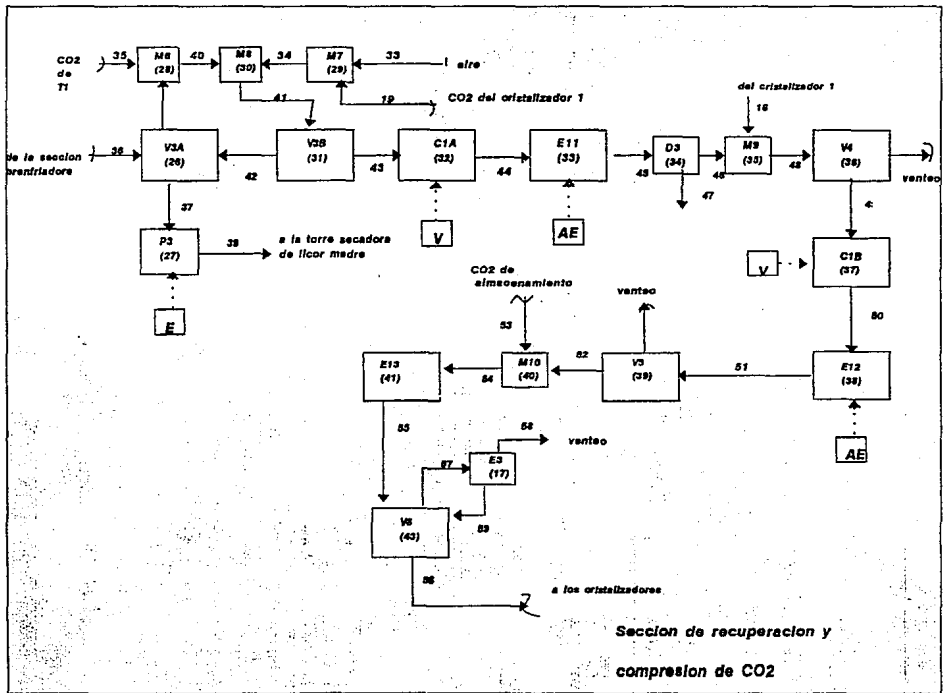 CO2
de
T1
35
M6
(28)
40
M8
(30)
34
M7
(29)
33
aire
41
19
CO2 del cristalizador 1
del cristalizador 1
16
de la seccion
36
V3A
(26)
42
V3B
(31)
43
C1A
(32)
44
E11
(33)
45
D3
(34)
46
47
M9
(35)
48
V4
(36)
venteo
37
P3
(27)
39
a la torre secadora
de licor madre
E
V
AE
V
C1B
(37)
50
CO2 de
almacenamiento
53
venteo
E13
(41)
54
M10
(40)
52
V5
(39)
51
E12
(38)
AE
55
57
E3
(17)
58
venteo
59
(43)
a los cristalizadores
Seccion de recuperacion y
compresion de CO2